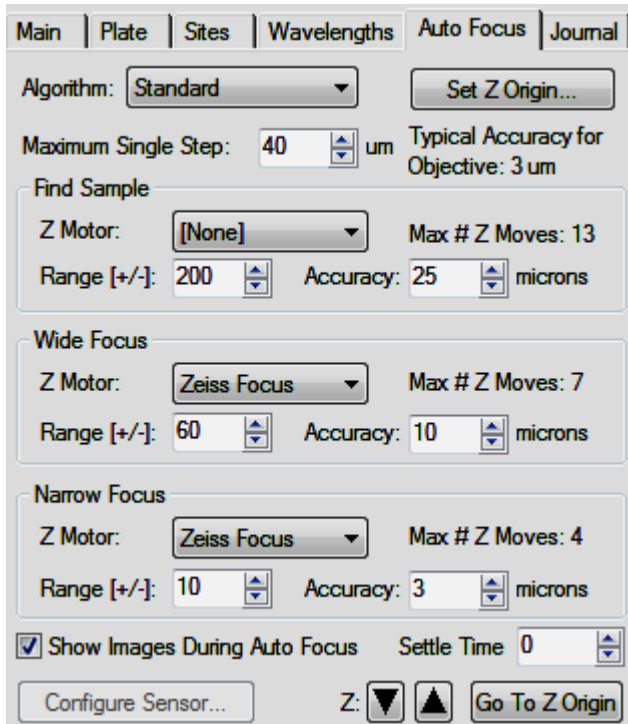 Main Plate Sites Wavelengths Auto Focus Journal
Algorithm: Standard Set Z Origin...
Maximum Single Step: 40 um Typical Accuracy for
Objective: 3 um
Find Sample
Z Motor: [None] Max # Z Moves: 13
Range [+/-]: 200 Accuracy: 25 microns
Wide Focus
Z Motor: Zeiss Focus Max # Z Moves: 7
Range [+/-]: 60 Accuracy: 10 microns
Narrow Focus
Z Motor: Zeiss Focus Max # Z Moves: 4
Range [+/-]: 10 Accuracy: 3 microns
Show Images During Auto Focus Settle Time 0
Configure Sensor... Z: Go To Z Origin